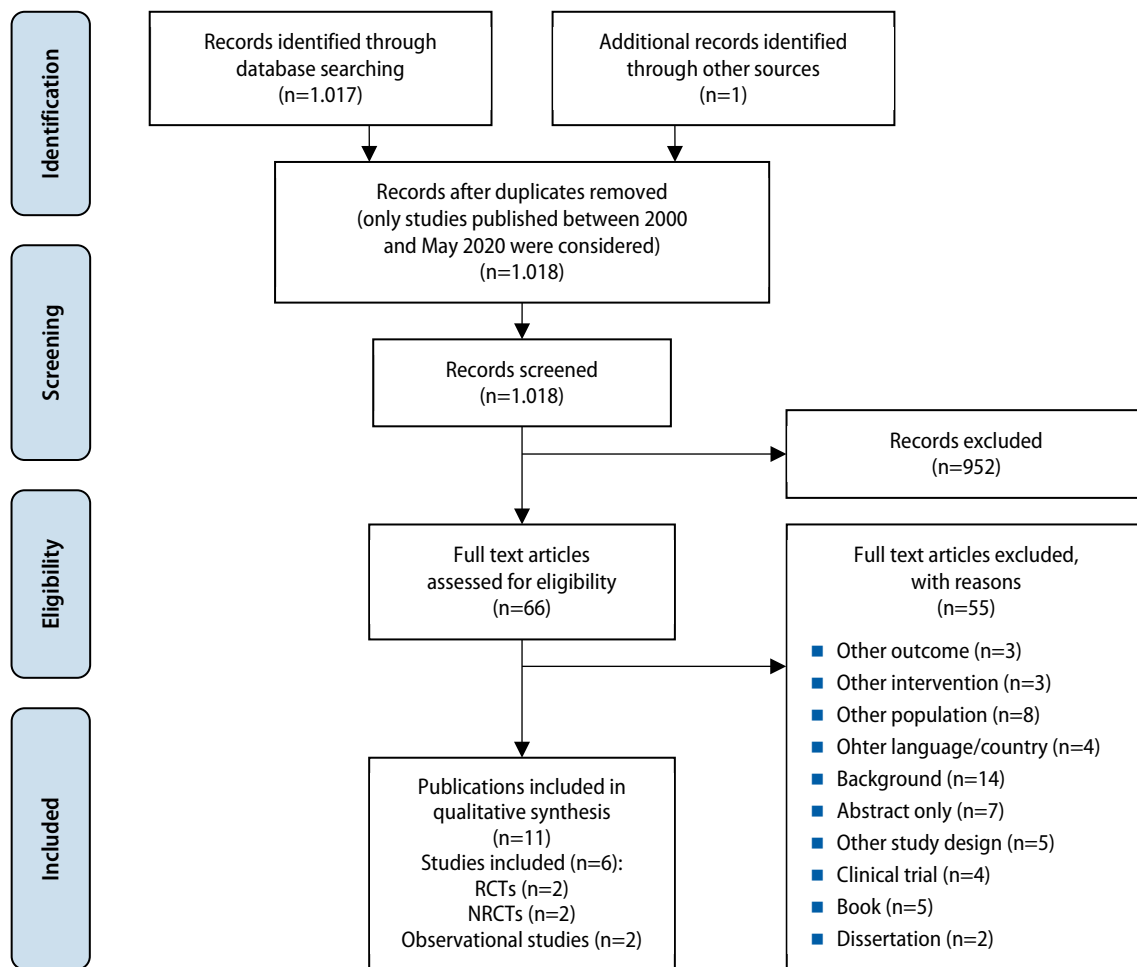 Identification
Records identified through
database searching
(n=1.017)
Additional records identified
through other sources
(n=1)
Records after duplicates removed
(only studies published between 2000
and May 2020 were considered)
(n=1.018)
Screening
Records screened
(n=1.018)
Records excluded
(n=952)
Eligibility
Full text articles
assessed for eligibility
(n=66)
Full text articles excluded,
with reasons
(n=55)
Other outcome (n=3)
Other intervention (n=3)
Other population (n=8)
Ohter language/country (n=4)
Background (n=14)
Abstract only (n=7)
Other study design (n=5)
Clinical trial (n=4)
Book (n=5)
Dissertation (n=2)
Included
Publications included in
qualitative synthesis
(n=11)
Studies included (n=6):
RCTs (n=2)
NRCTs (n=2)
Observational studies (n=2)